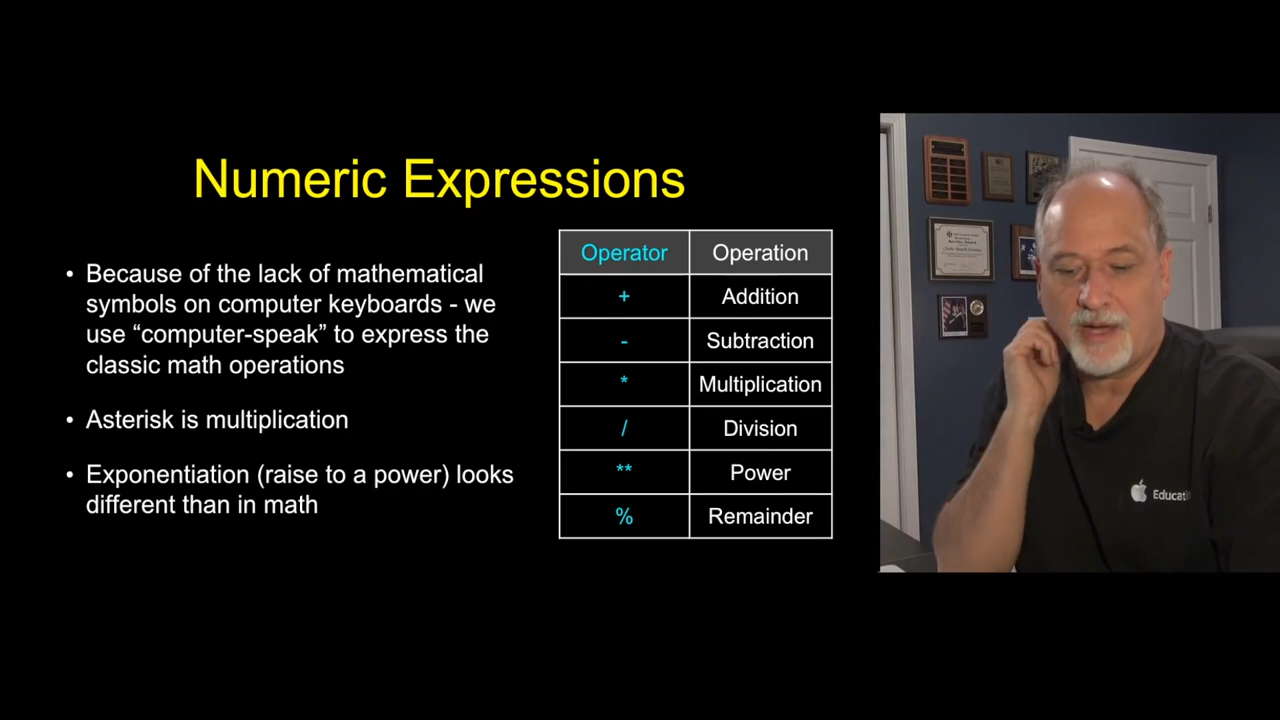 Numeric Expressions
• Because of the lack of mathematical
symbols on computer keyboards - we
use “computer-speak” to express the
classic math operations
• Asterisk is multiplication
• Exponentiation (raise to a power) looks
different than in math
Operator Operation
+ Addition
- Subtraction
* Multiplication
/ Division
** Power
% Remainder